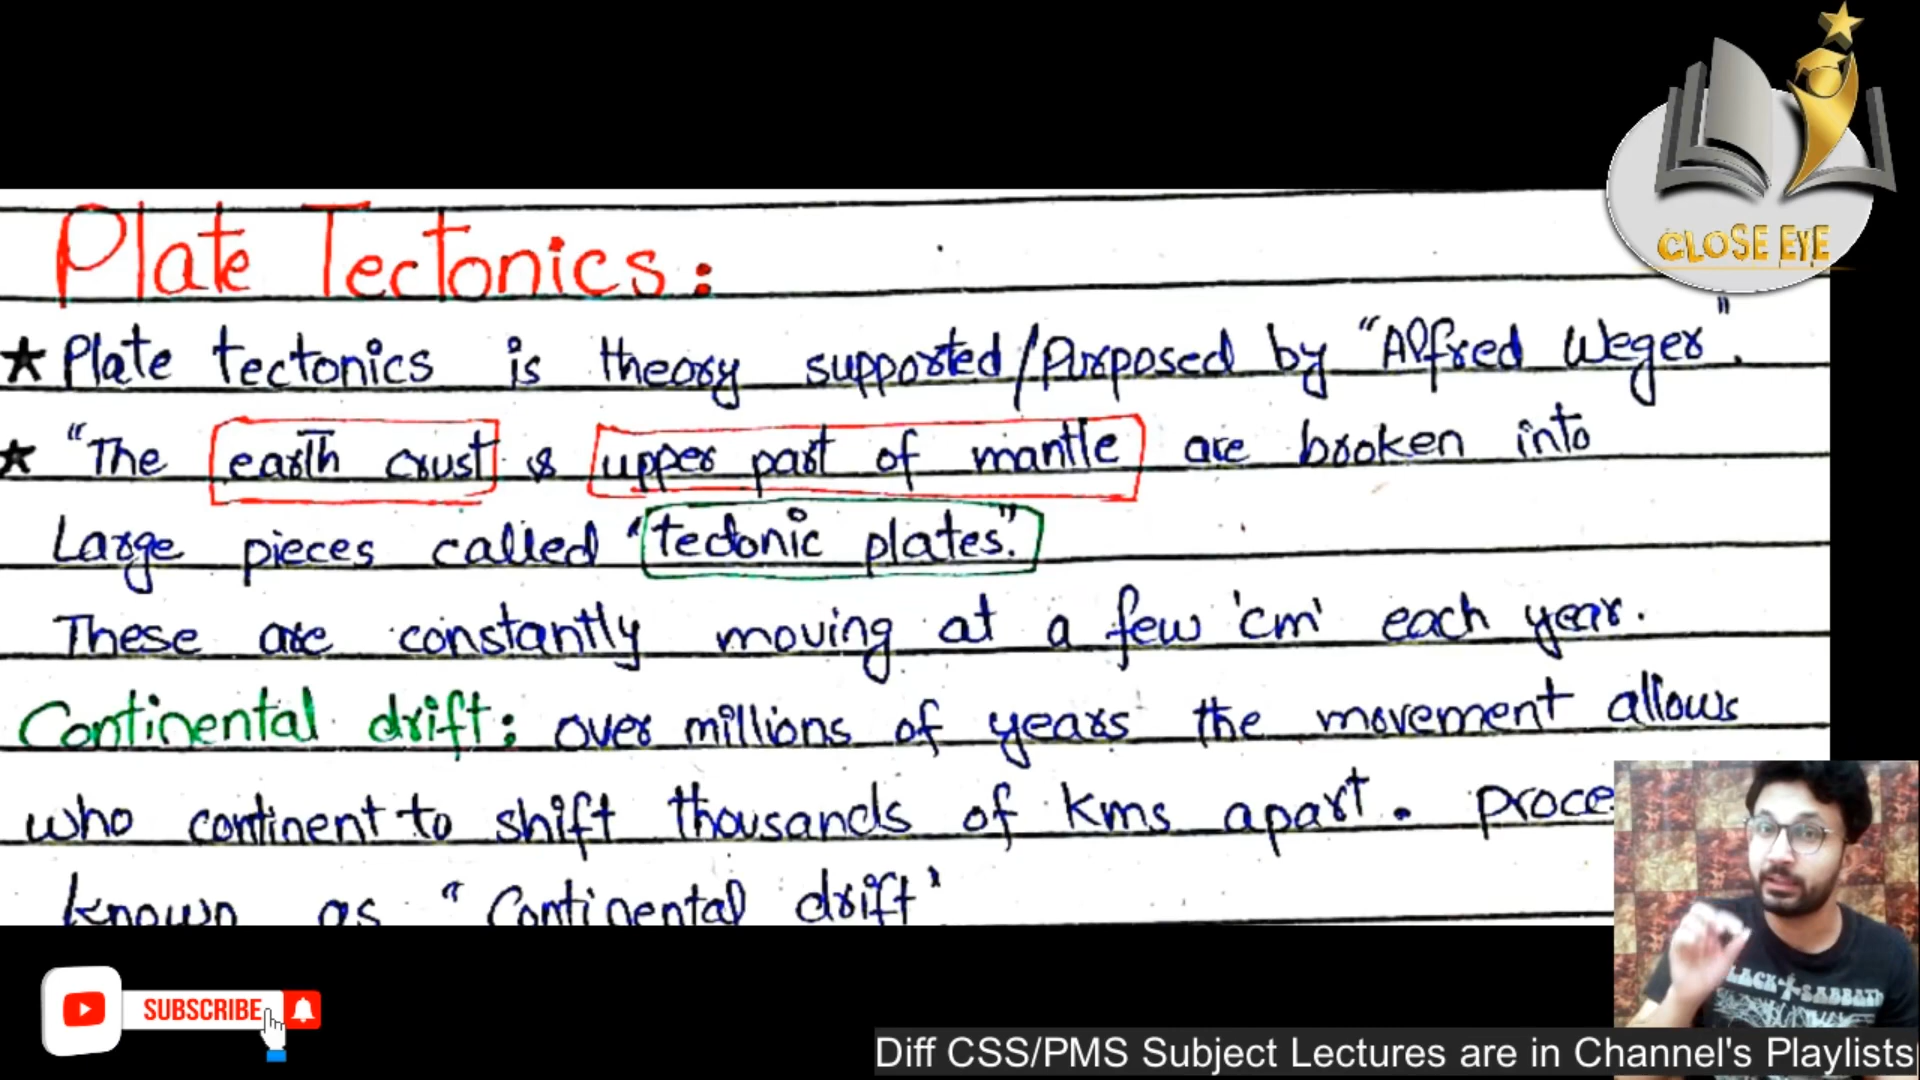 CLOSE EYE
Plate Tectonics:
★ Plate tectonics is theory supported/Purposed by "Alfred Weger".
★ "The earth crust & upper part of mantle are broken into
Large pieces called "tectonic plates."
These are constantly moving at a few 'cm' each year.
Continental drift: over millions of years the movement allows
who continent to shift thousands of kms apart. proce
known as "Continental drift"
BLACK SABBATH
SUBSCRIBE
Diff CSS/PMS Subject Lectures are in Channel's Playlists